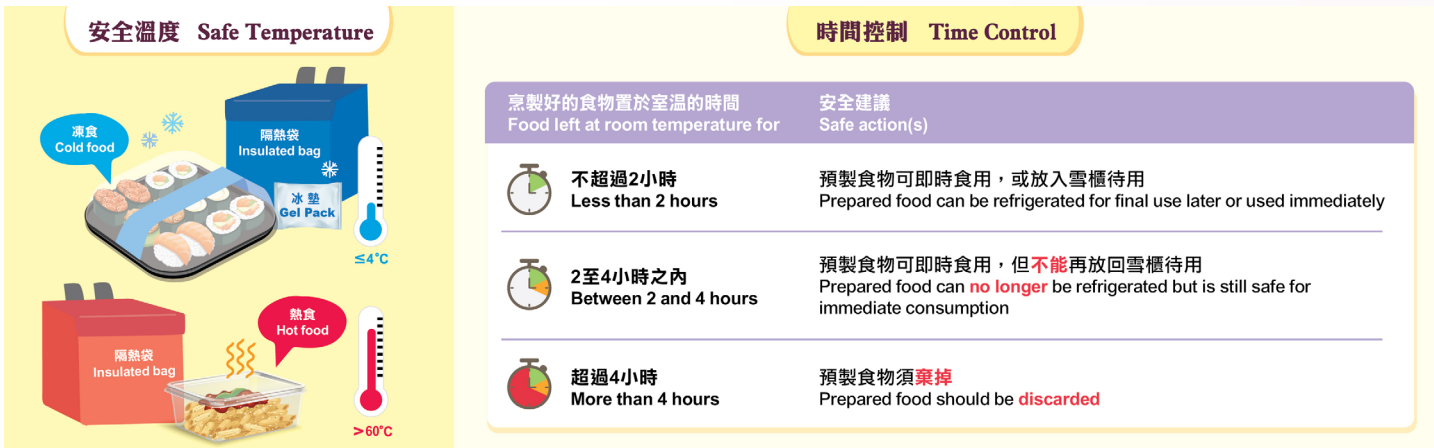 安全溫度 Safe Temperature
凍食
Cold food
隔熱袋
Insulated bag
冰墊
Gel Pack
≤4°C
熱食
Hot food
隔熱袋
Insulated bag
>60°C
時間控制 Time Control
烹製好的食物置於室温的時間
Food left at room temperature for
安全建議
Safe action(s)
不超過2小時
Less than 2 hours
預製食物可即時食用，或放入雪櫃待用
Prepared food can be refrigerated for final use later or used immediately
2至4小時之內
Between 2 and 4 hours
預製食物可即時食用，但不能再放回雪櫃待用
Prepared food can no longer be refrigerated but is still safe for
immediate consumption
超過4小時
More than 4 hours
預製食物須棄掉
Prepared food should be discarded